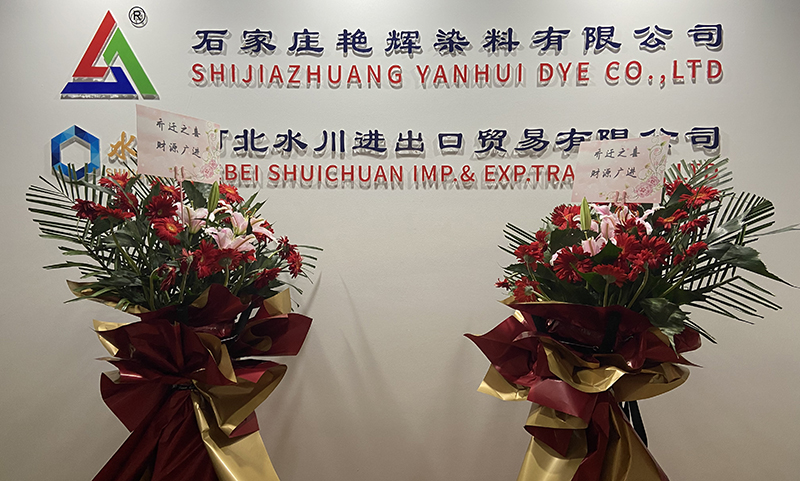 ®
石家庄艳辉染料有限公司
SHIJIAZHUANG YANHUI DYE CO.,LTD
水
北水川进出口贸易有限公司
BEI SHUICHUAN IMP.& EXP.TRA
乔迁之喜
财源广进
乔迁之喜
财源广进